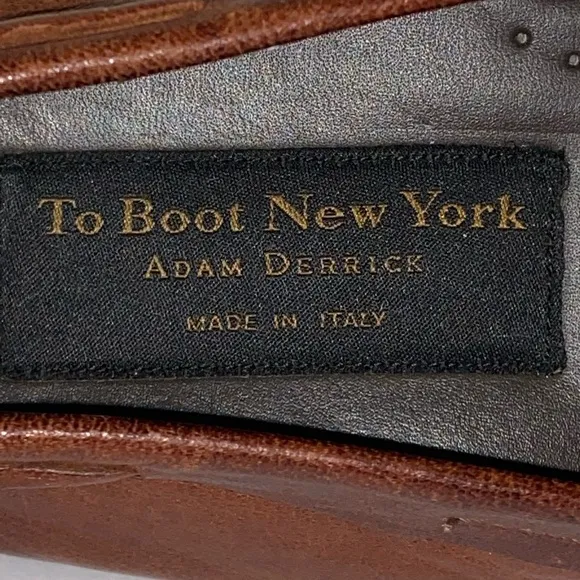 To Boot New York
ADAM DERRICK
MADE IN ITALY